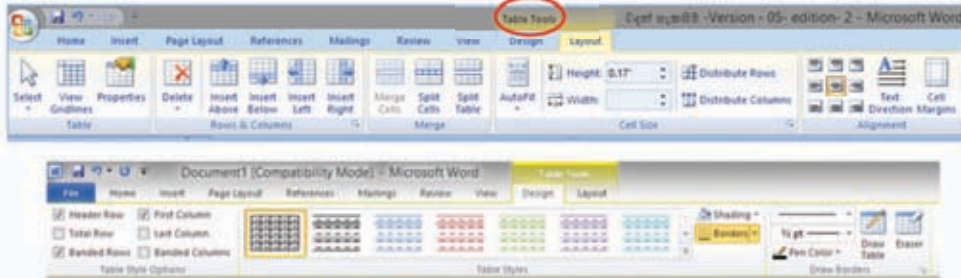 Table Tools -Version - 05- edition- 2 - Microsoft Word
Home Insert Page Layout References Mailings Review View Design Layout
Select View Gridlines Properties Delete Insert Above Insert Below Insert Left Insert Right Merge Cells Split Cells Split Table AutoFit Height: 0.17" Width: Distribute Rows Distribute Columns Text Direction Cell Margins
Table Rows & Columns Merge Cell Size Alignment
Document1 [Compatibility Mode] - Microsoft Word Table Tools
File Home Insert Page Layout References Mailings Review View Design Layout
Header Row First Column Shading
Total Row Last Column Borders ½ pt
Banded Rows Banded Columns Pen Color Draw Table Eraser
Table Style Options Table Styles Draw Borders